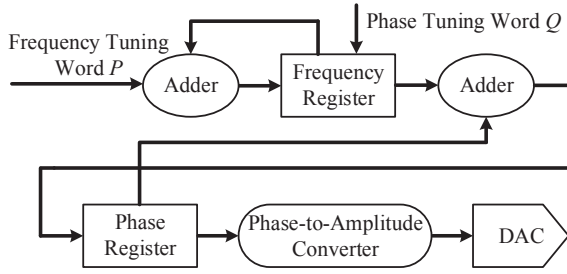 Phase Tuning Word Q
Frequency Tuning
Word P
Adder
Frequency
Register
Adder
Phase
Register
Phase-to-Amplitude
Converter
DAC